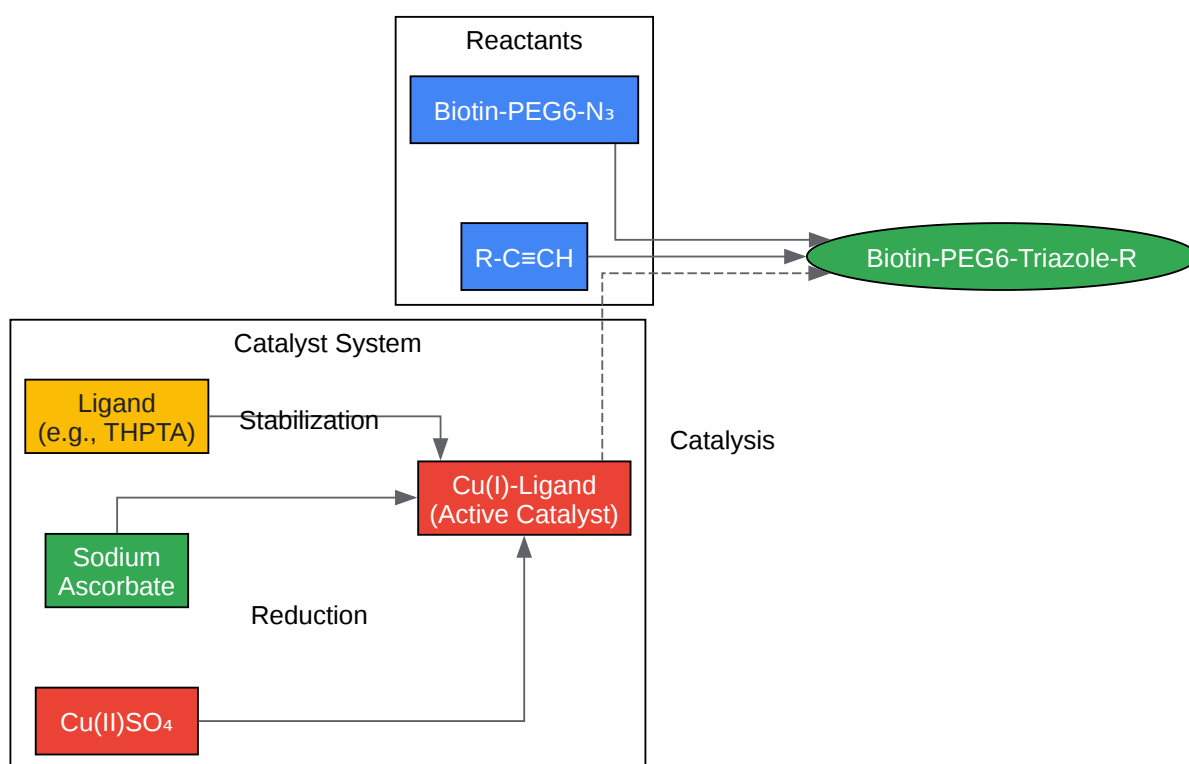 Reactants
Biotin-PEG6-N₃
R-C≡CH
Biotin-PEG6-Triazole-R
Catalyst System
Ligand
(e.g., THPTA)
Stabilization
Catalysis
Cu(I)-Ligand
(Active Catalyst)
Sodium
Ascorbate
Reduction
Cu(II)SO₄